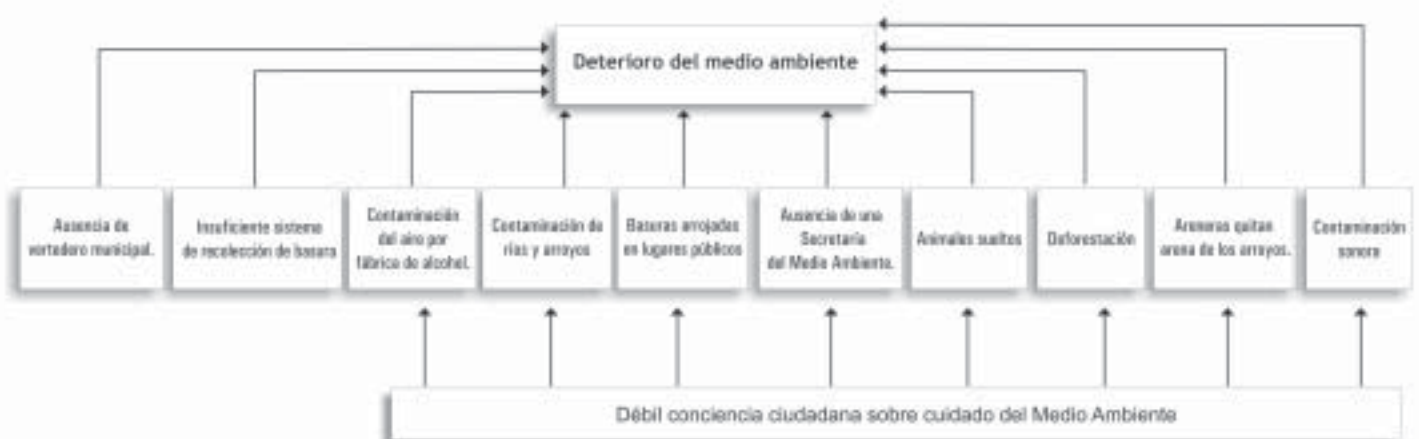 Deterioro del medio ambiente
Ausencia de
vertedero municipal.
Insuficiente sistema
de recolección de basura
Contaminación
del aire por
fábrica de alcohol.
Contaminación de
ríos y arroyos
Basuras arrojadas
en lugares públicos
Ausencia de una
Secretaría
del Medio Ambiente.
Animales sueltos
Deforestación
Areneras quitan
arena de los arroyos.
Contaminación
sonora
Débil conciencia ciudadana sobre cuidado del Medio Ambiente